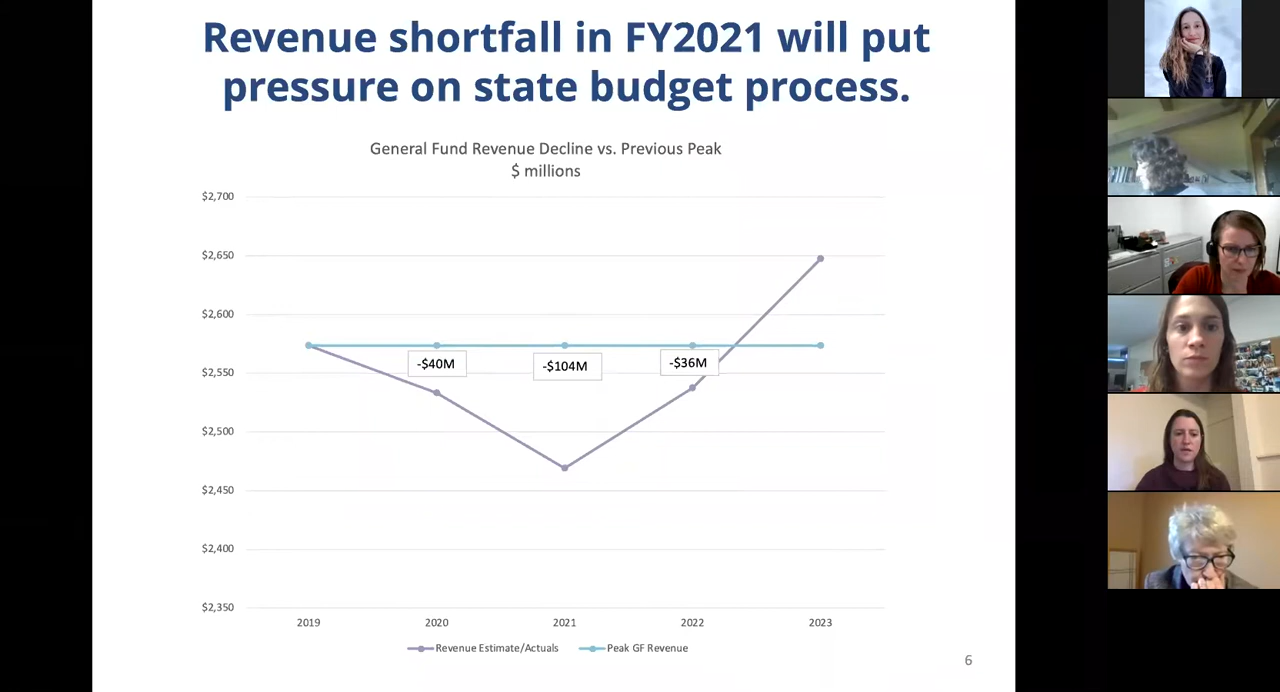 Revenue shortfall in FY2021 will put
pressure on state budget process.
General Fund Revenue Decline vs. Previous Peak
$ millions
$2,700
$2,650
$2,600
$2,550
$2,500
$2,450
$2,400
$2,350
-$40M
-$104M
-$36M
2019
2020
2021
2022
2023
Revenue Estimate/Actuals
Peak GF Revenue
6